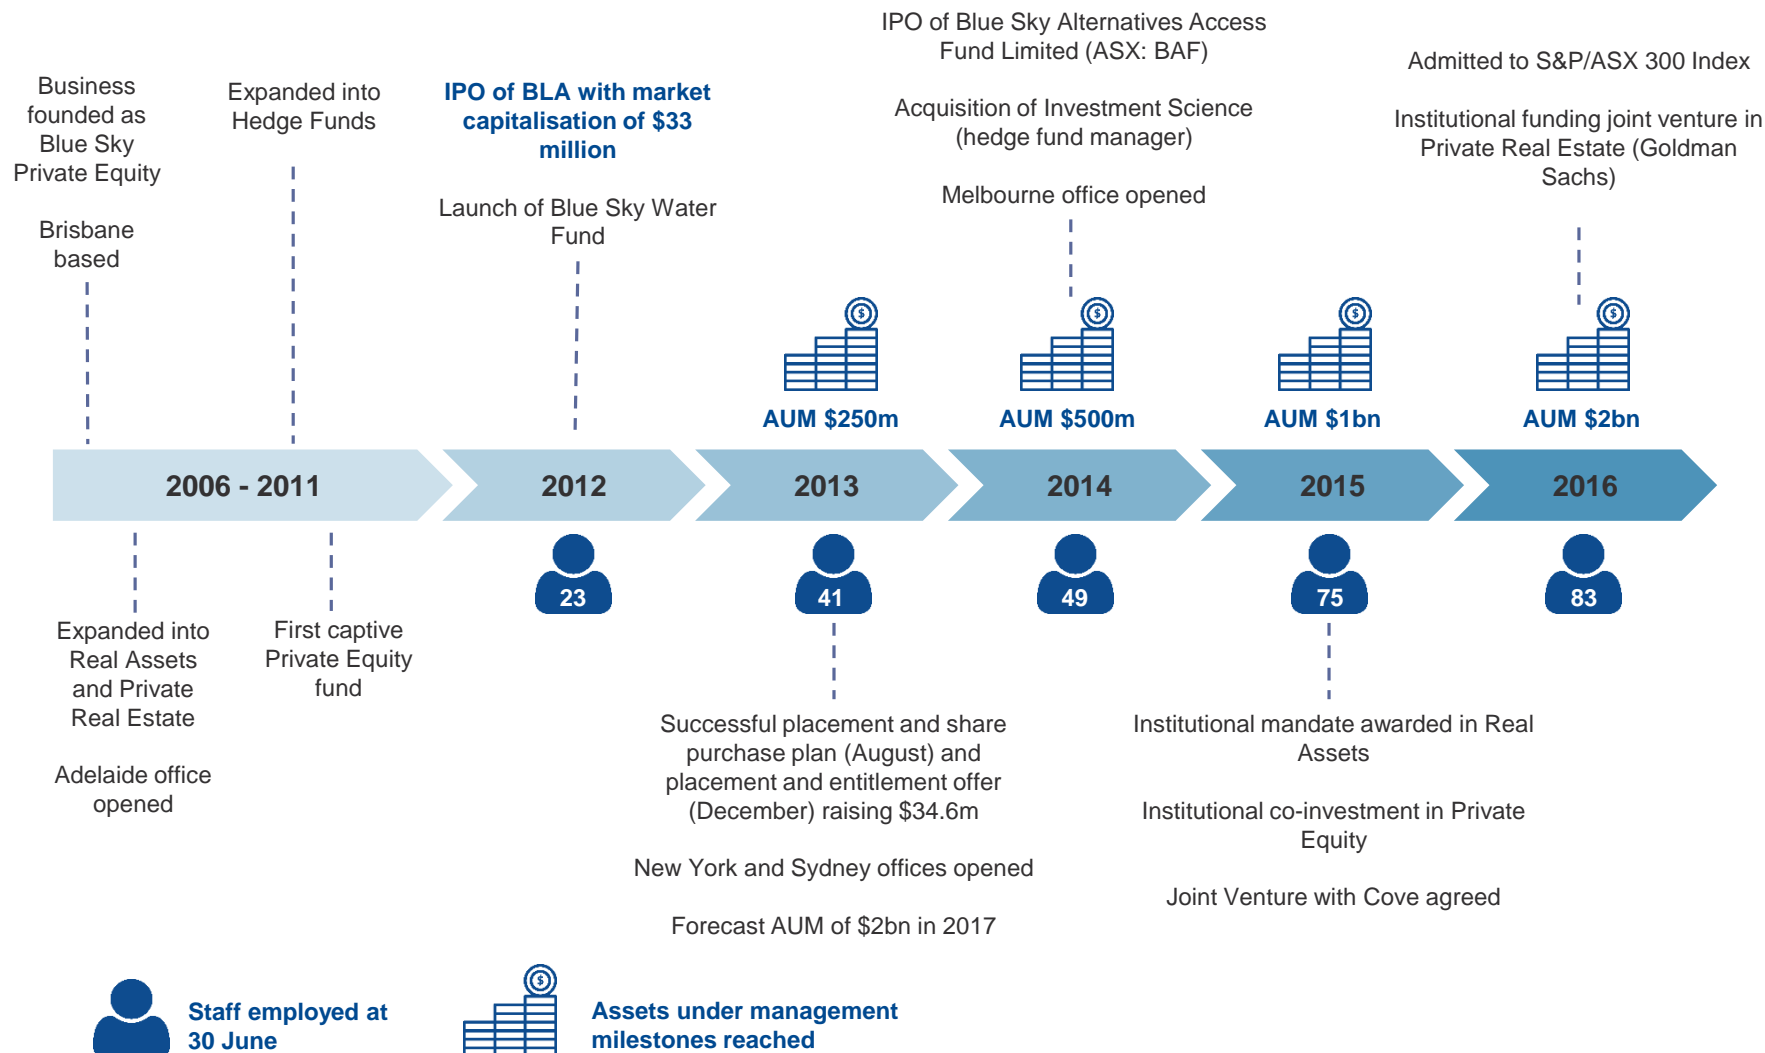 Business
founded as
Blue Sky
Private Equity
Brisbane
based
Expanded into
Hedge Funds
IPO of BLA with market
capitalisation of $33
million
Launch of Blue Sky Water
Fund
IPO of Blue Sky Alternatives Access
Fund Limited (ASX: BAF)
Acquisition of Investment Science
(hedge fund manager)
Melbourne office opened
Admitted to S&P/ASX 300 Index
Institutional funding joint venture in
Private Real Estate (Goldman
Sachs)
$
$
$
$
AUM $250m
AUM $500m
AUM $1bn
AUM $2bn
2006 - 2011
2012
2013
2014
2015
2016
23
41
49
75
83
Expanded into
Real Assets
and Private
Real Estate
Adelaide office
opened
First captive
Private Equity
fund
Successful placement and share
purchase plan (August) and
placement and entitlement offer
(December) raising $34.6m
New York and Sydney offices opened
Forecast AUM of $2bn in 2017
Institutional mandate awarded in Real
Assets
Institutional co-investment in Private
Equity
Joint Venture with Cove agreed
Staff employed at
30 June
$
Assets under management
milestones reached